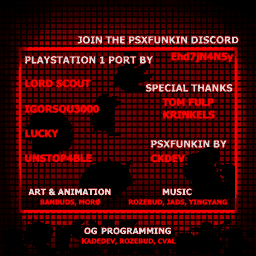 JOIN THE PSXFUNKIN DISCORD
Ehd7jN4N5y
PLAYSTATION 1 PORT BY
LORD SCOUT
IGORSOU3000
LUCKY
UNSTOP4BLE
SPECIAL THANKS
TOM FULP
KRINKELS
PSXFUNKIN BY
CKDEV
ART & ANIMATION
BANBUDS, MORØ
MUSIC
ROZEBUD, JADS, YINGYANG
OG PROGRAMMING
KADEDEV, ROZEBUD, CVAL